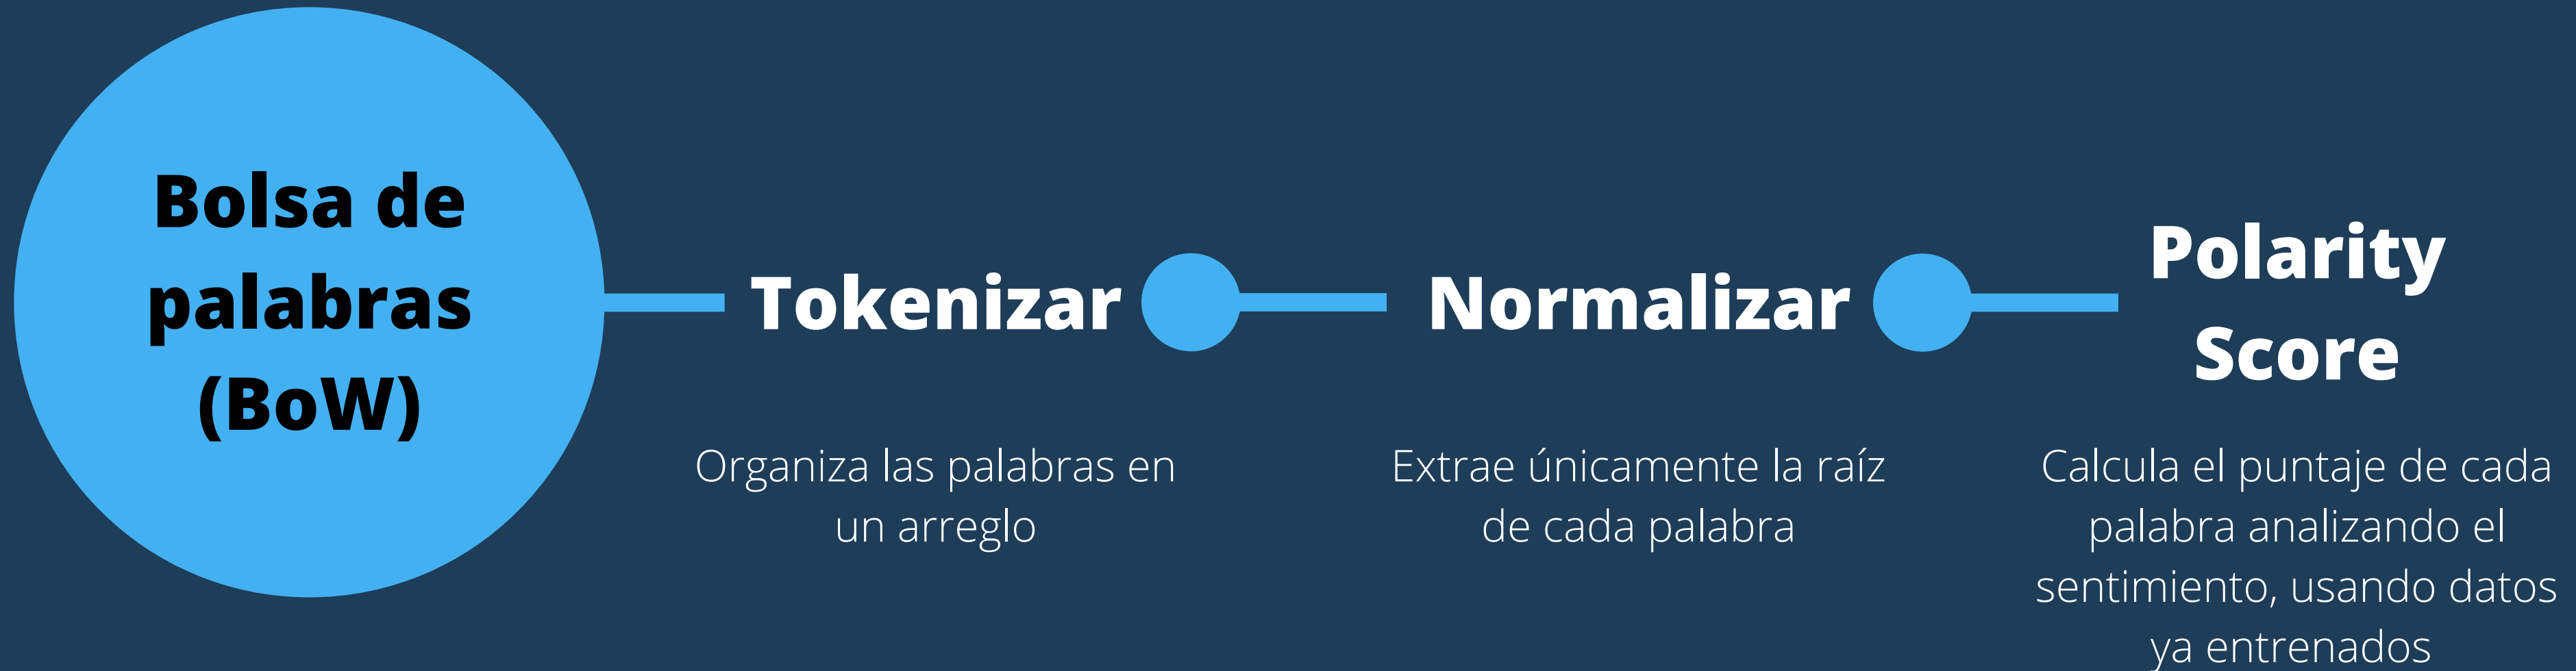 Bolsa de
palabras
(BoW)
Tokenizar
Organiza las palabras en
un arreglo
Normalizar
Extrae únicamente la raíz
de cada palabra
Polarity
Score
Calcula el puntaje de cada
palabra analizando el
sentimiento, usando datos
ya entrenados